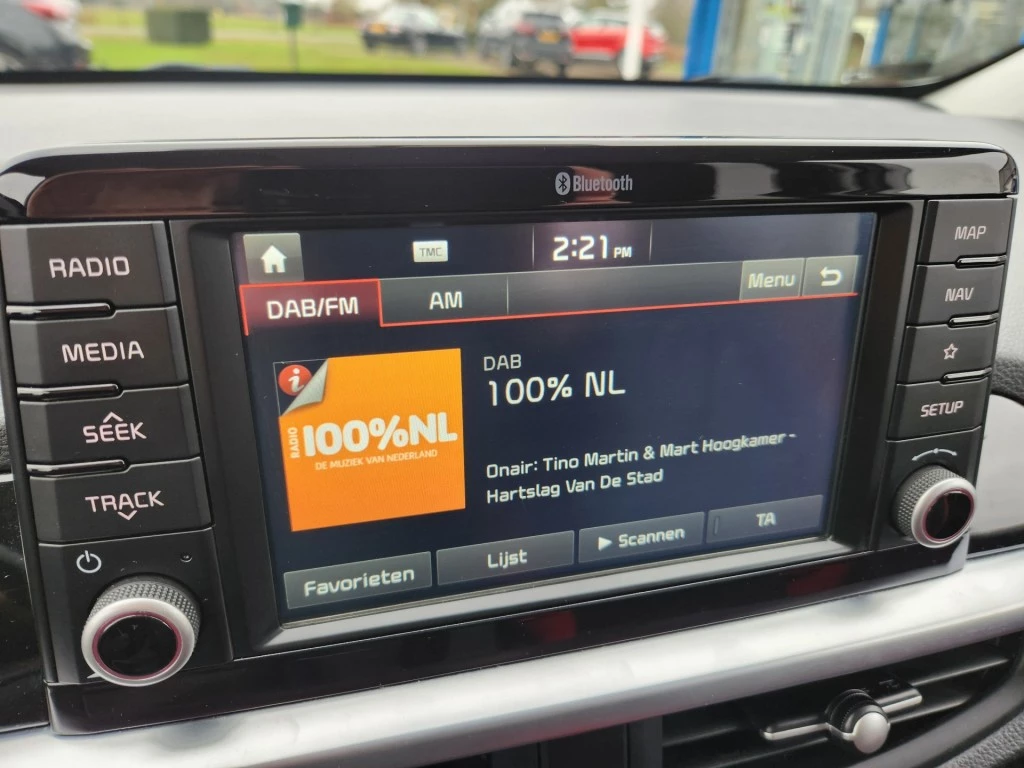 Bluetooth
RADIO
MEDIA
SEEK
TRACK
TMC
2:21 PM
DAB/FM
AM
Menu
i
RADIO 100%NL
DE MUZIEK VAN NEDERLAND
DAB
100% NL
Onair: Tino Martin & Mart Hoogkamer -
Hartslag Van De Stad
Favorieten
Lijst
Scannen
TA
MAP
NAV
SETUP